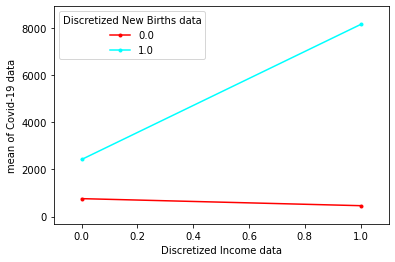 Discretized New Births data
0.0
1.0
mean of Covid-19 data
8000
6000
4000
2000
0
0.0 0.2 0.4 0.6 0.8 1.0
Discretized Income data